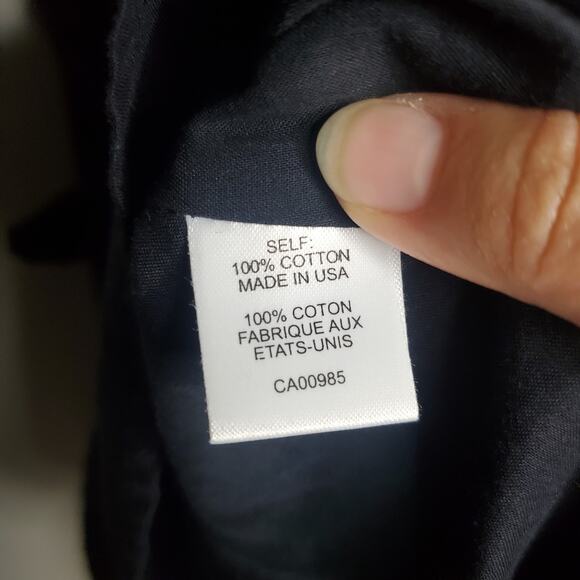 SELF:
100% COTTON
MADE IN USA
100% COTON
FABRIQUE AUX
ETATS-UNIS
CA00985